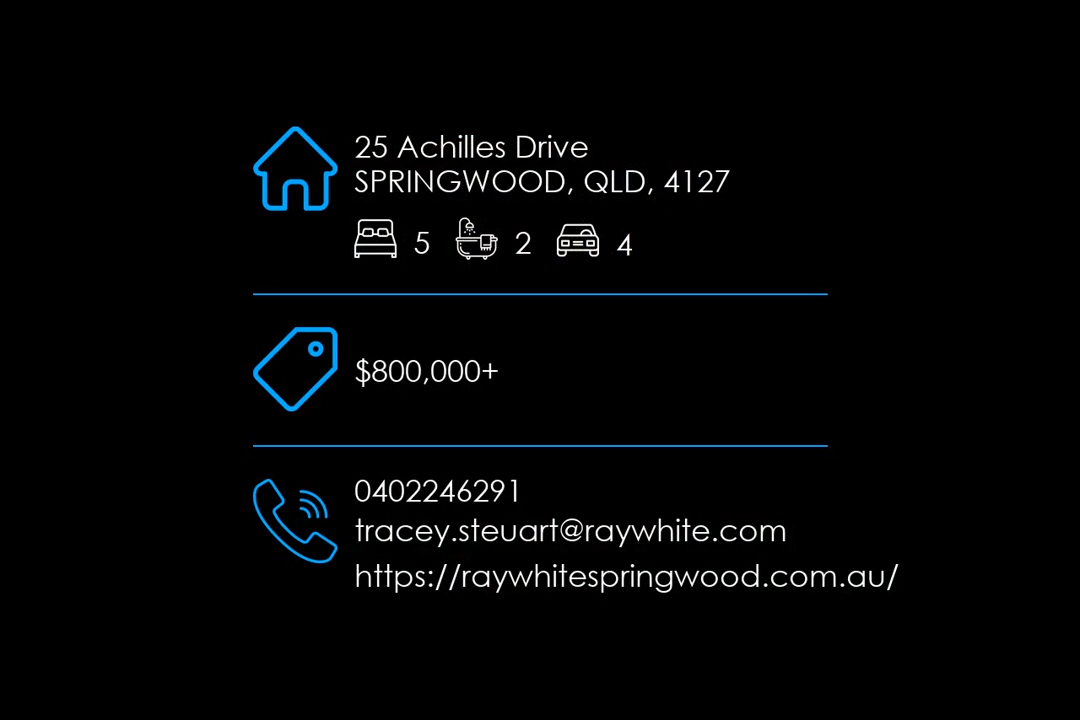 25 Achilles Drive
SPRINGWOOD, QLD, 4127
5 2 4
$800,000+
0402246291
tracey.steuart@raywhite.com
https://raywhitespringwood.com.au/